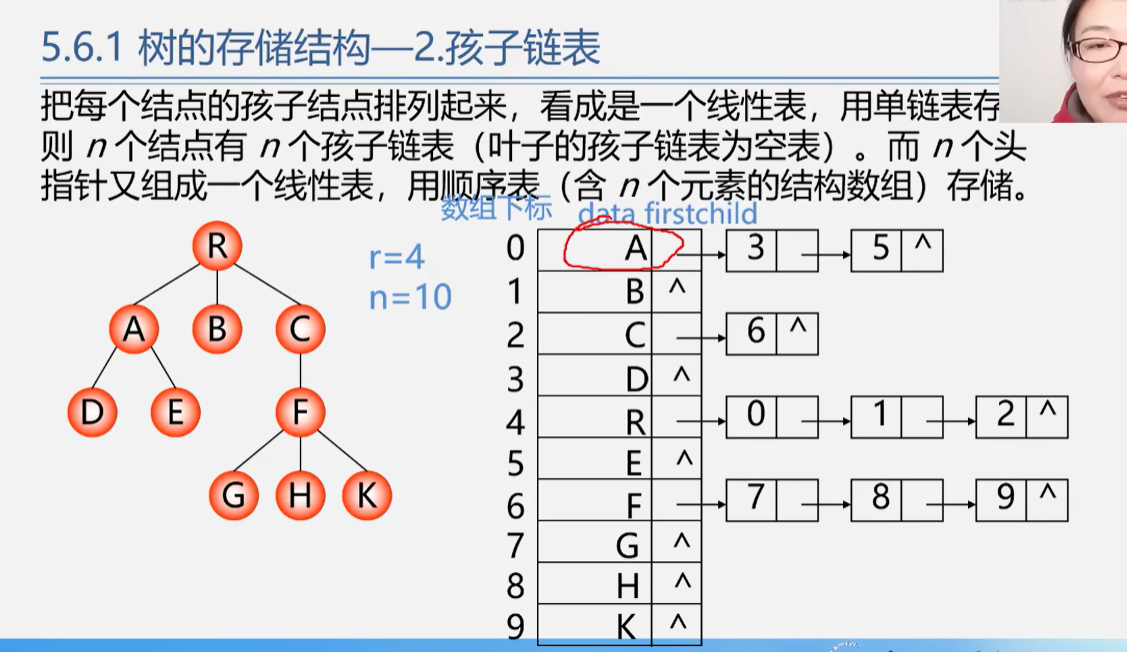 5.6.1 树的存储结构—2.孩子链表
把每个结点的孩子结点排列起来，看成是一个线性表，用单链表存
则 n 个结点有 n 个孩子链表（叶子的孩子链表为空表）。而 n 个头
指针又组成一个线性表，用顺序表（含 n 个元素的结构数组）存储。
数组下标 data firstchild
r=4
n=10
R
A B C
D E F
G H K
0 A 3 5 ^
1 B ^
2 C 6 ^
3 D ^
4 R 0 1 2 ^
5 E ^
6 F 7 8 9 ^
7 G ^
8 H ^
9 K ^